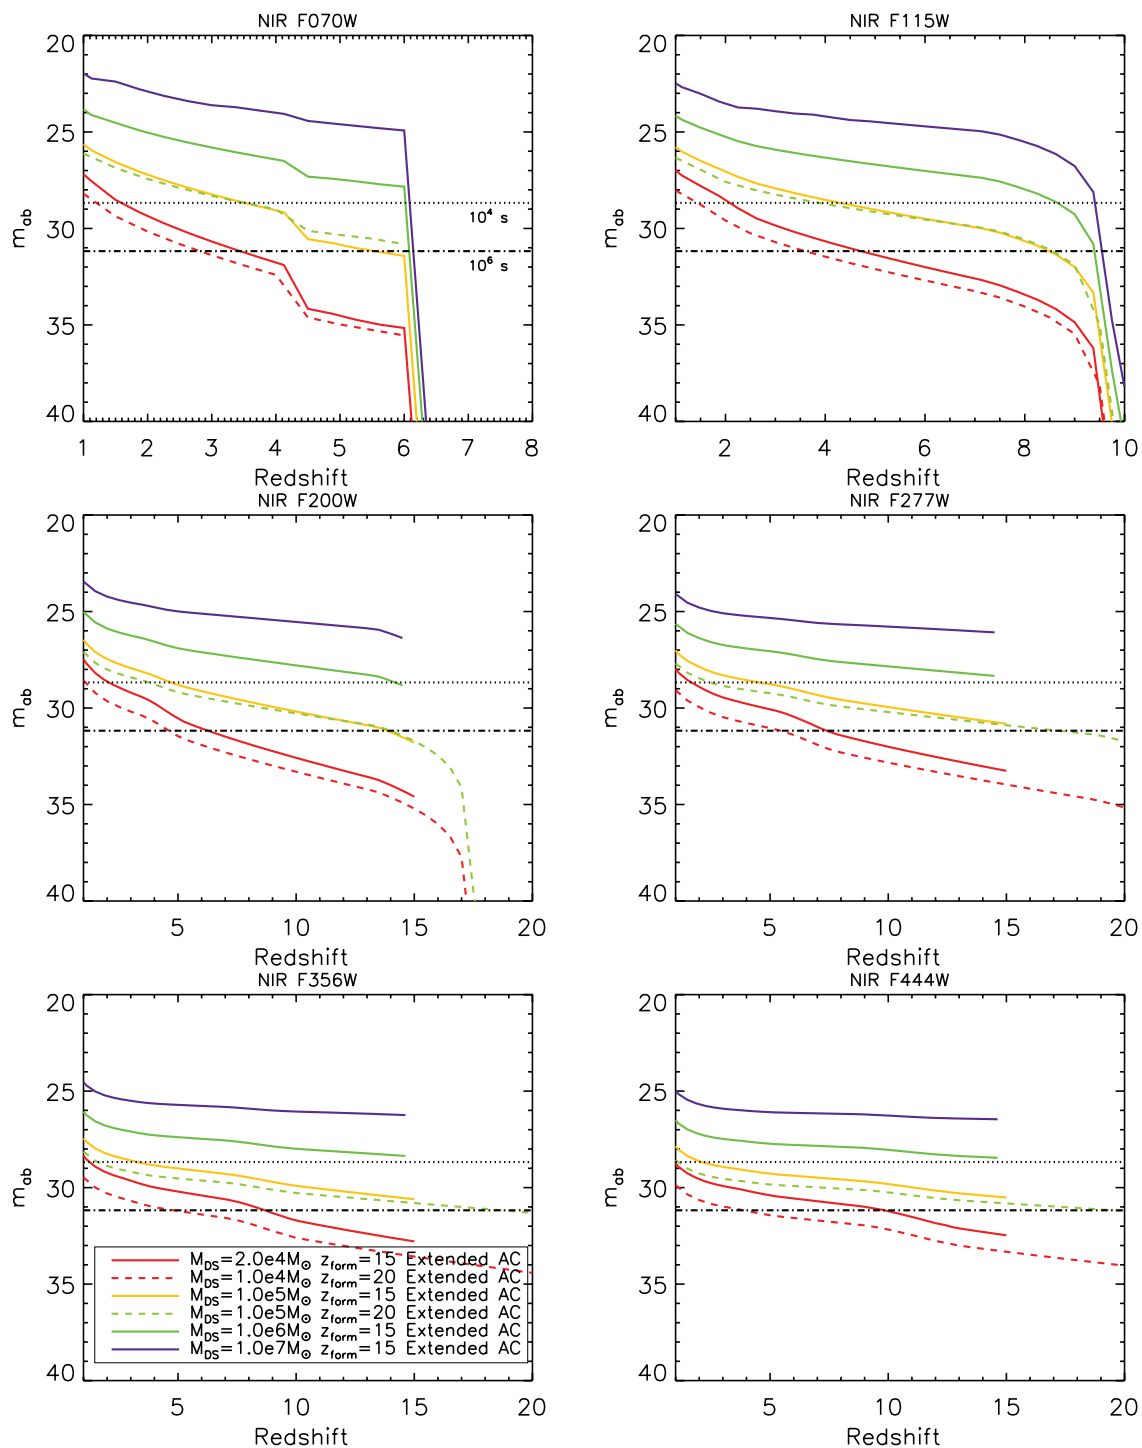 NIR F070W
20
25
30
35
40
m_ab
10^4 s
10^6 s
1 2 3 4 5 6 7 8
Redshift
NIR F115W
20
25
30
35
40
m_ab
2 4 6 8 10
Redshift
NIR F200W
20
25
30
35
40
m_ab
5 10 15 20
Redshift
NIR F277W
20
25
30
35
40
m_ab
5 10 15 20
Redshift
NIR F356W
20
25
30
35
40
m_ab
M_DS=2.0e4M_⊙ z_form=15 Extended AC
M_DS=1.0e4M_⊙ z_form=20 Extended AC
M_DS=1.0e5M_⊙ z_form=15 Extended AC
M_DS=1.0e5M_⊙ z_form=20 Extended AC
M_DS=1.0e6M_⊙ z_form=15 Extended AC
M_DS=1.0e7M_⊙ z_form=15 Extended AC
5 10 15 20
Redshift
NIR F444W
20
25
30
35
40
m_ab
5 10 15 20
Redshift